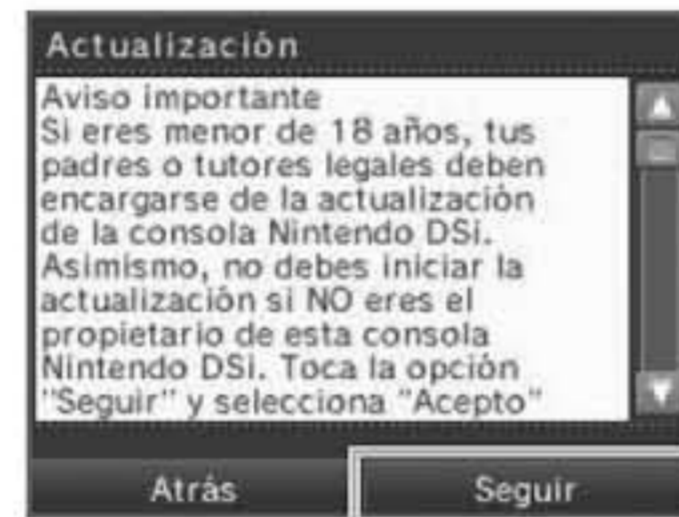 Actualización
Aviso importante
Si eres menor de 18 años, tus
padres o tutores legales deben
encargarse de la actualización
de la consola Nintendo DSi.
Asimismo, no debes iniciar la
actualización si NO eres el
propietario de esta consola
Nintendo DSi. Toca la opción
"Seguir" y selecciona "Acepto"
Atrás
Seguir